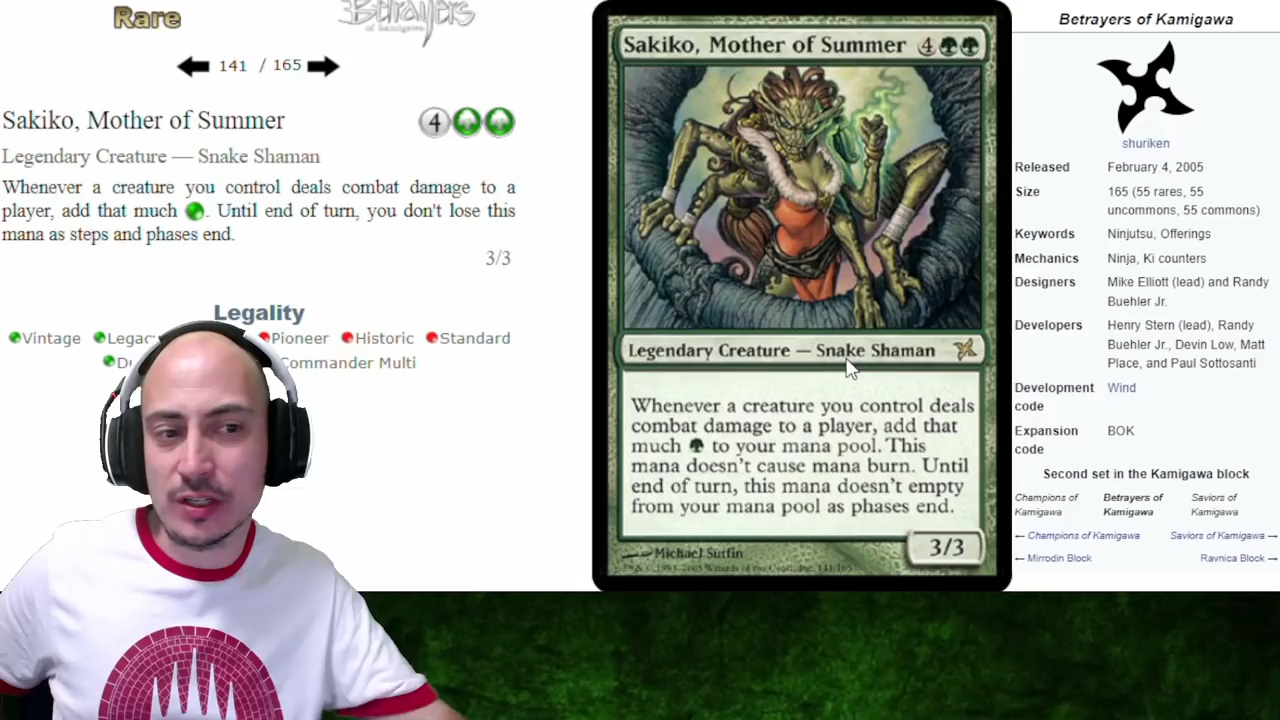 Rare
Betrayers
of Kamigawa
141 / 165
Sakiko, Mother of Summer
4
Legendary Creature — Snake Shaman
Whenever a creature you control deals combat damage to a
player, add that much . Until end of turn, you don't lose this
mana as steps and phases end.
3/3
Legality
Vintage
Pioneer Historic Standard
Commander Multi
Sakiko, Mother of Summer 4
Legendary Creature — Snake Shaman
Whenever a creature you control deals
combat damage to a player, add that
much to your mana pool. This
mana doesn't cause mana burn. Until
end of turn, this mana doesn't empty
from your mana pool as phases end.
3/3
Michael Sutfin
Betrayers of Kamigawa
shuriken
Released February 4, 2005
Size 165 (55 rares, 55
uncommons, 55 commons)
Keywords Ninjutsu, Offerings
Mechanics Ninja, Ki counters
Designers Mike Elliott (lead) and Randy
Buehler Jr.
Developers Henry Stern (lead), Randy
Buehler Jr., Devin Low, Matt
Place, and Paul Sottosanti
Development Wind
code
Expansion BOK
code
Second set in the Kamigawa block
Champions of Betrayers of Saviors of
Kamigawa Kamigawa Kamigawa
← Champions of Kamigawa Saviors of Kamigawa →
← Mirrodin Block Ravnica Block →